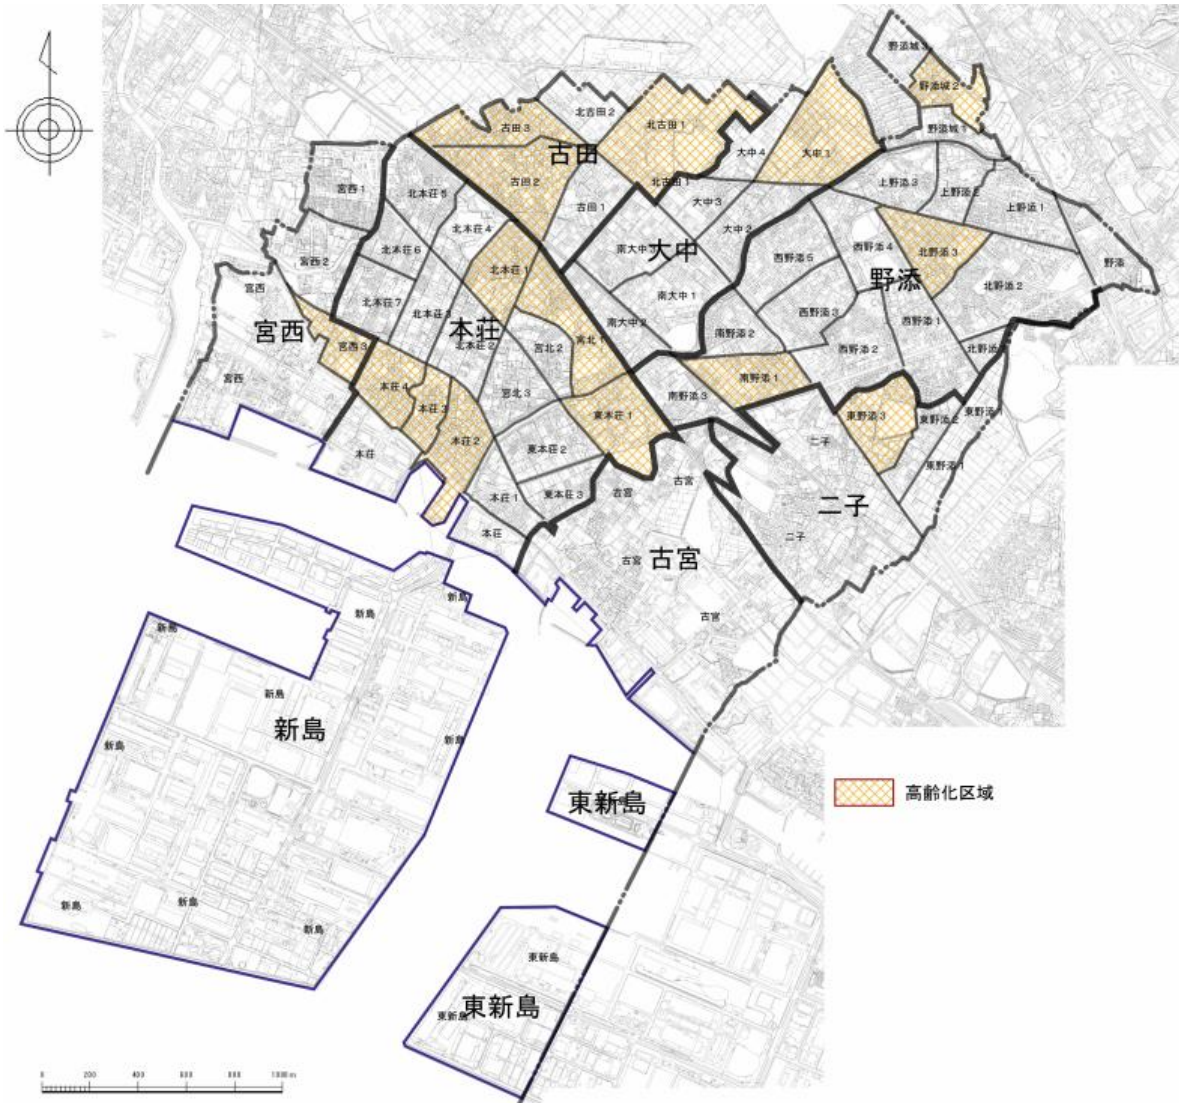 野添城3
野添城2
北古田2
古田3
北古田1
野添城1
古田
大中4
大中1
北古田1
古田2
宮西1
北本荘5
上野添3
上野添2
古田1
大中3
上野添1
北本荘4
大中2
西野添4
北本荘6
南大中3
大中
北野添3
野添
宮西2
北本荘1
西野添5
野添
北野添2
宮西
北本荘7
南大中1
北本荘3
西野添3
西野添1
宮西
本荘
南大中2
南野添2
宮西3
北本荘2
宮北2
宮北1
西野添2
北野添1
宮西
南野添1
本荘4
宮北3
南野添3
本荘3
東本荘1
東野添3
東野添2
東野添1
本荘2
東本荘2
二子
本荘
東野添1
古宮
本荘1
東本荘3
古宮
二子
本荘
二子
古宮
古宮
新島
新島
古宮
新島
新島
新島
新島
新島
東新島
高齢化区域
新島
新島
新島
東新島
東新島
東新島
0 200 400 600 800 1000m